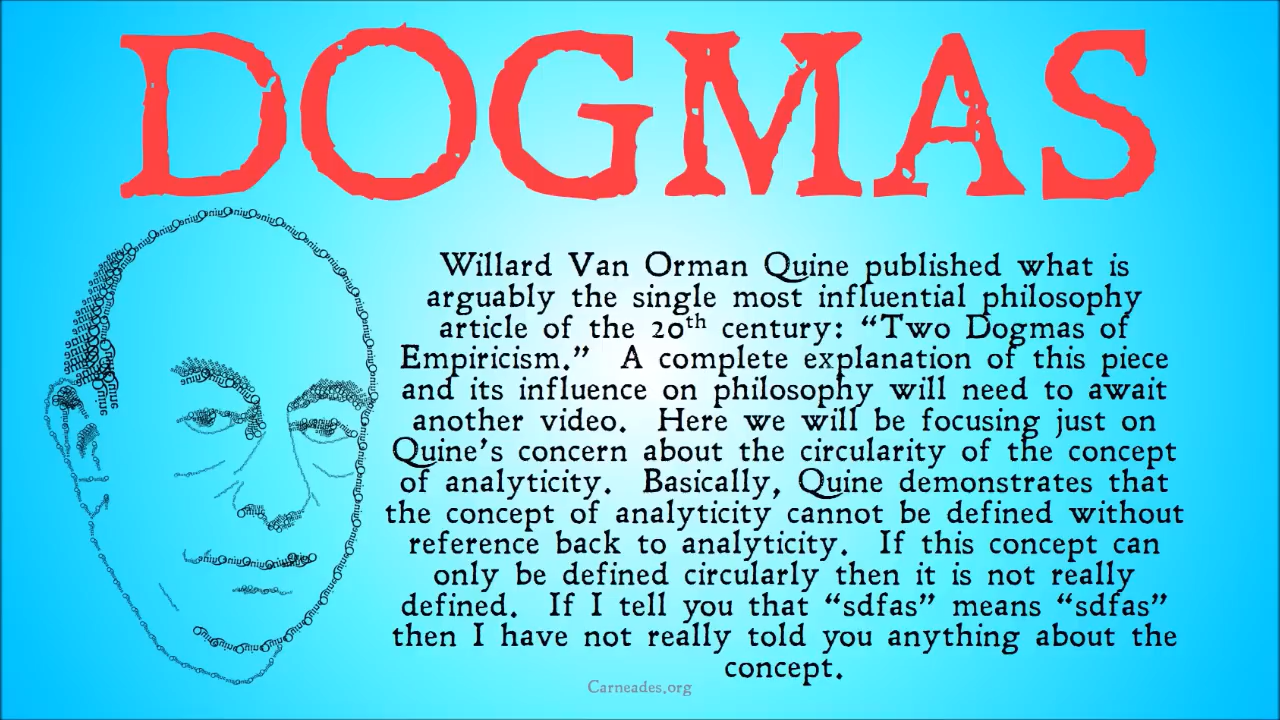 DOGMAS
Willard Van Orman Quine published what is
arguably the single most influential philosophy
article of the 20th century: “Two Dogmas of
Empiricism.” A complete explanation of this piece
and its influence on philosophy will need to await
another video. Here we will be focusing just on
Quine’s concern about the circularity of the concept
of analyticity. Basically, Quine demonstrates that
the concept of analyticity cannot be defined without
reference back to analyticity. If this concept can
only be defined circularly then it is not really
defined. If I tell you that “sdfas” means “sdfas”
then I have not really told you anything about the
concept.
Carneades.org